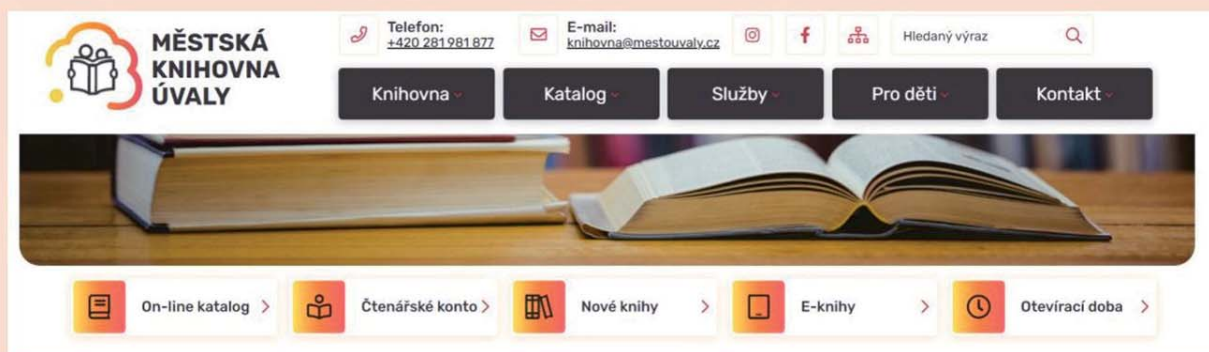 MĚSTSKÁ
KNIHOVNA
ÚVALY
Telefon:
+420 281 981 877
E-mail:
knihovna@mestouvaly.cz
Hledaný výraz
Knihovna
Katalog
Služby
Pro děti
Kontakt
On-line katalog
Čtenářské konto
Nové knihy
E-knihy
Otevírací doba